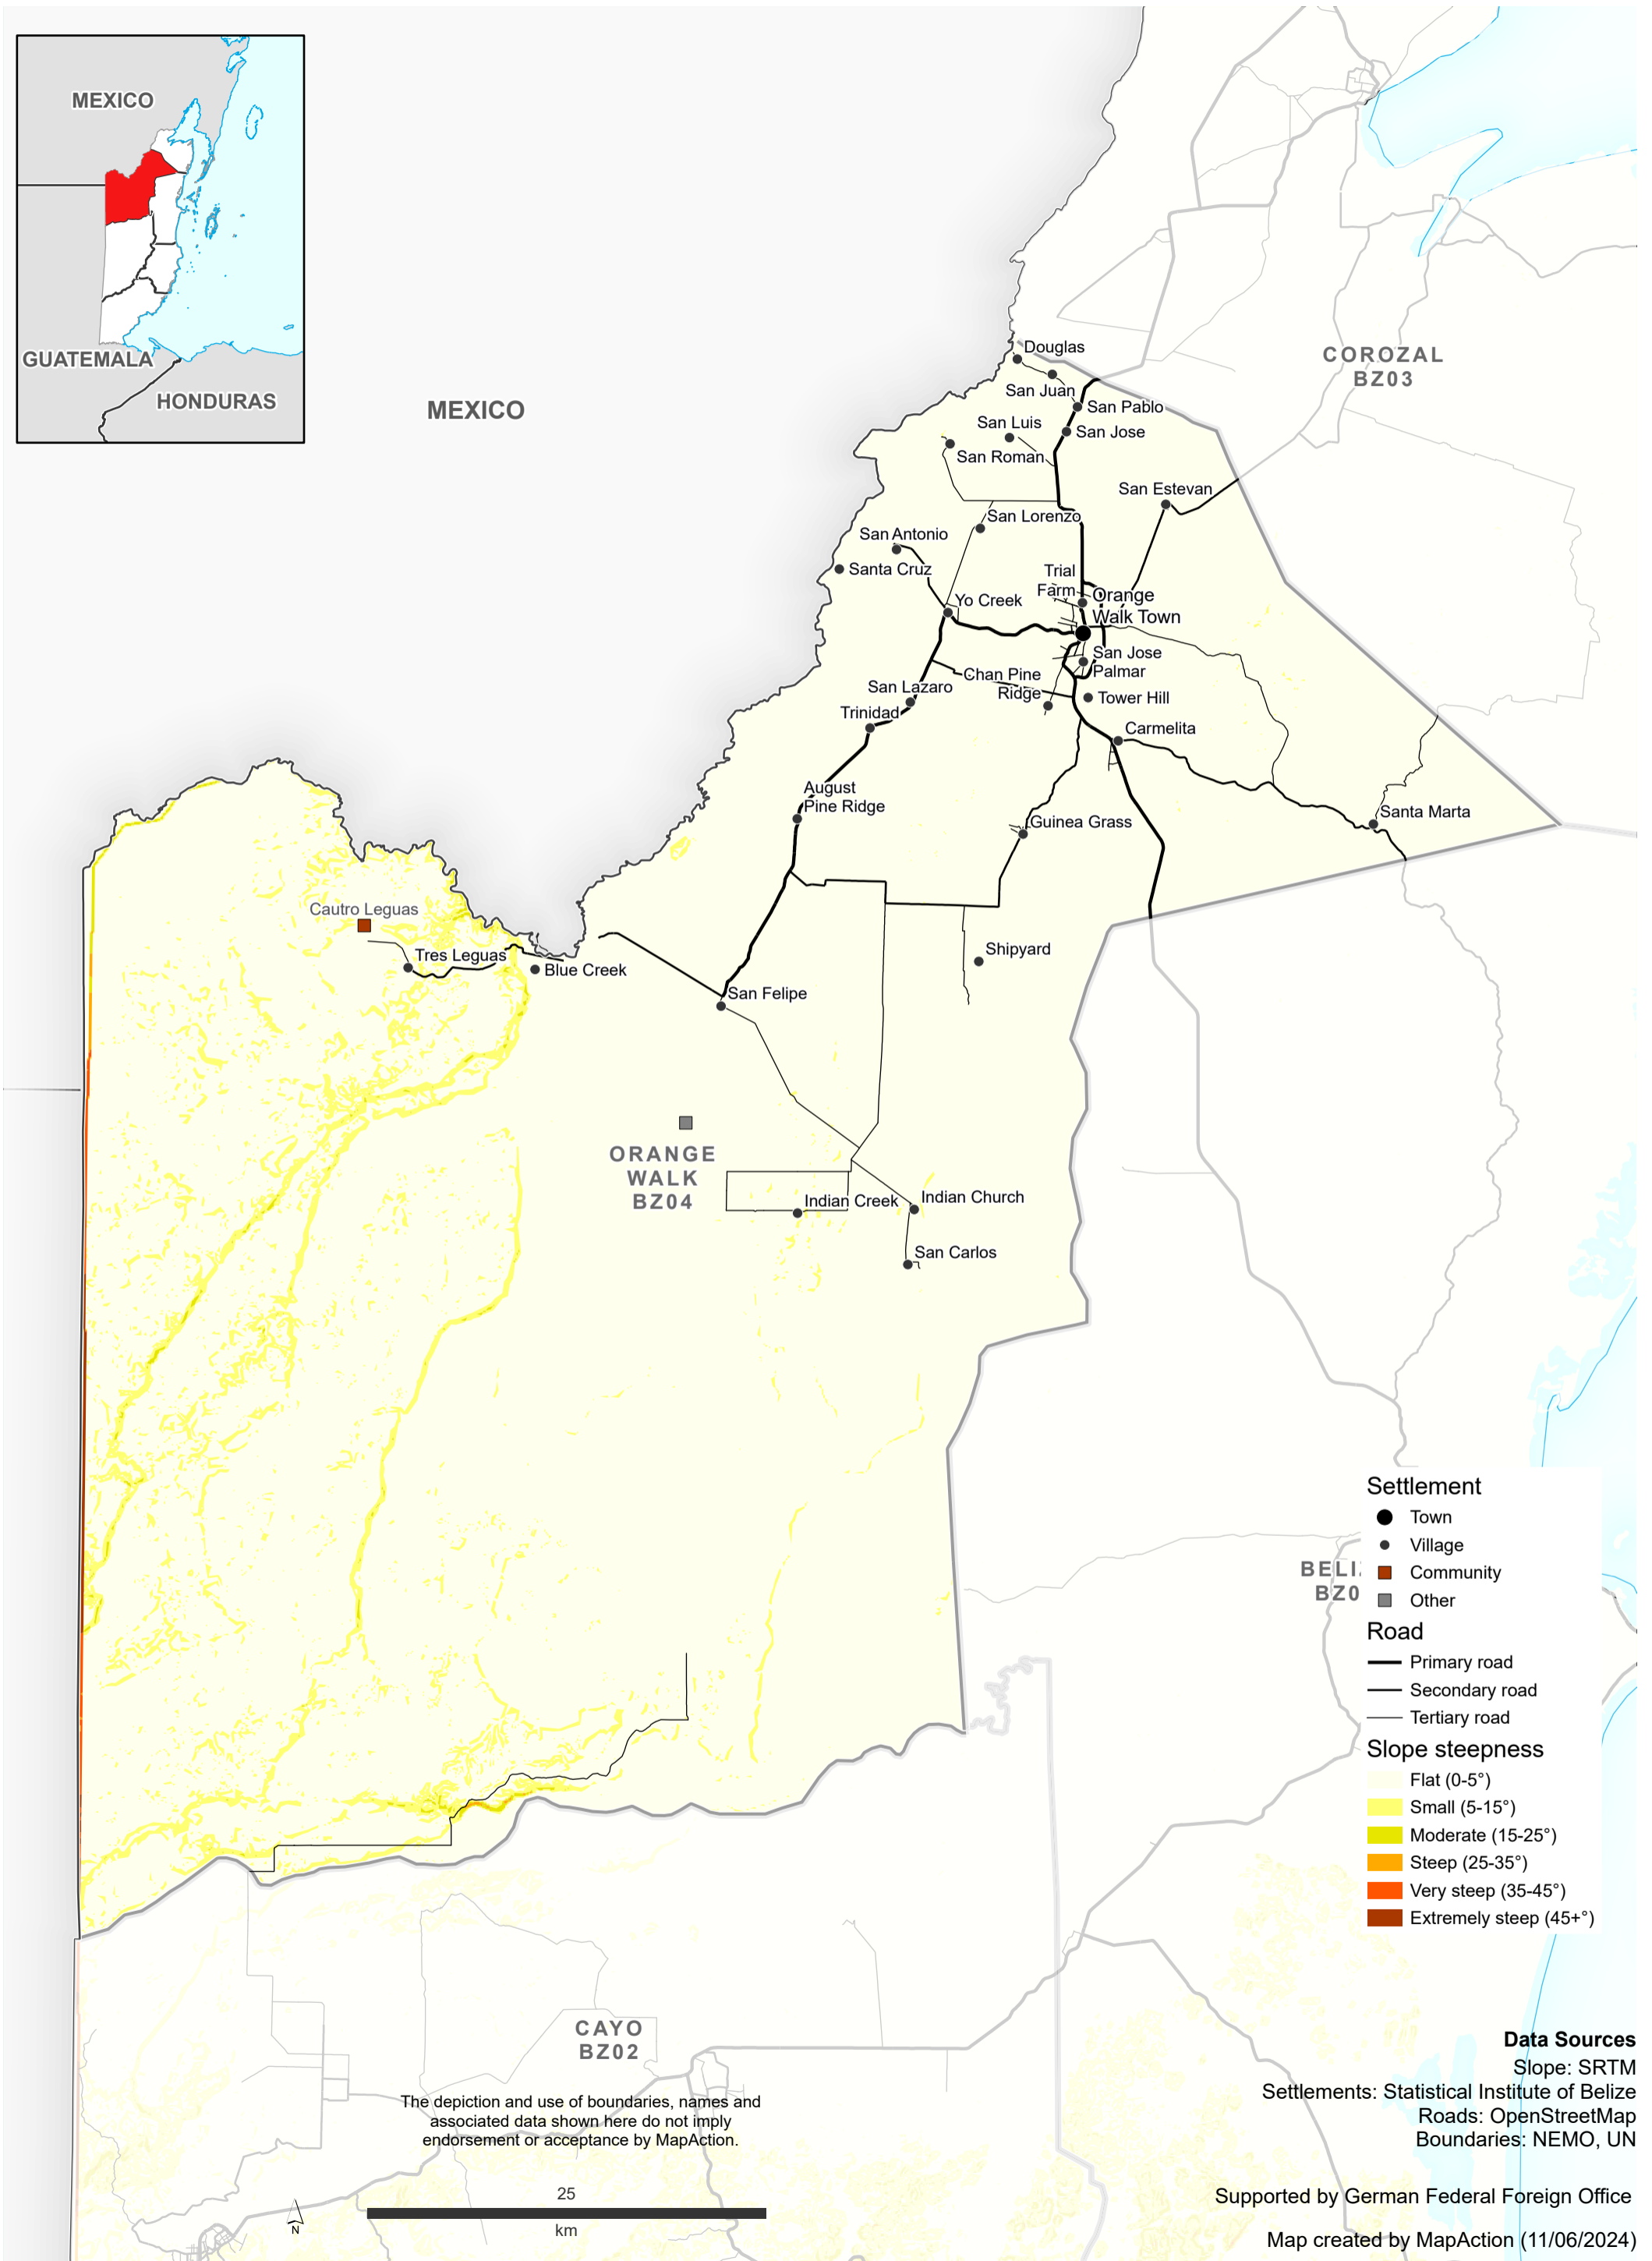 MEXICO
GUATEMALA
HONDURAS
MEXICO
COROZAL
BZ03
Douglas
San Juan
San Pablo
San Luis
San Jose
San Roman
San Estevan
San Lorenzo
San Antonio
Santa Cruz
Trial
Farm
Orange
Walk Town
Yo Creek
San Jose
Palmar
Chan Pine
Ridge
San Lazaro
Tower Hill
Trinidad
Carmelita
August
Pine Ridge
Santa Marta
Guinea Grass
Cautro Leguas
Tres Leguas
Blue Creek
Shipyard
San Felipe
ORANGE
WALK
BZ04
Indian Creek
Indian Church
San Carlos
BELI
BZ0
Settlement
Town
Village
Community
Other
Road
Primary road
Secondary road
Tertiary road
Slope steepness
Flat (0-5°)
Small (5-15°)
Moderate (15-25°)
Steep (25-35°)
Very steep (35-45°)
Extremely steep (45+°)
CAYO
BZ02
The depiction and use of boundaries, names and
associated data shown here do not imply
endorsement or acceptance by MapAction.
25
km
N
Data Sources
Slope: SRTM
Settlements: Statistical Institute of Belize
Roads: OpenStreetMap
Boundaries: NEMO, UN
Supported by German Federal Foreign Office
Map created by MapAction (11/06/2024)